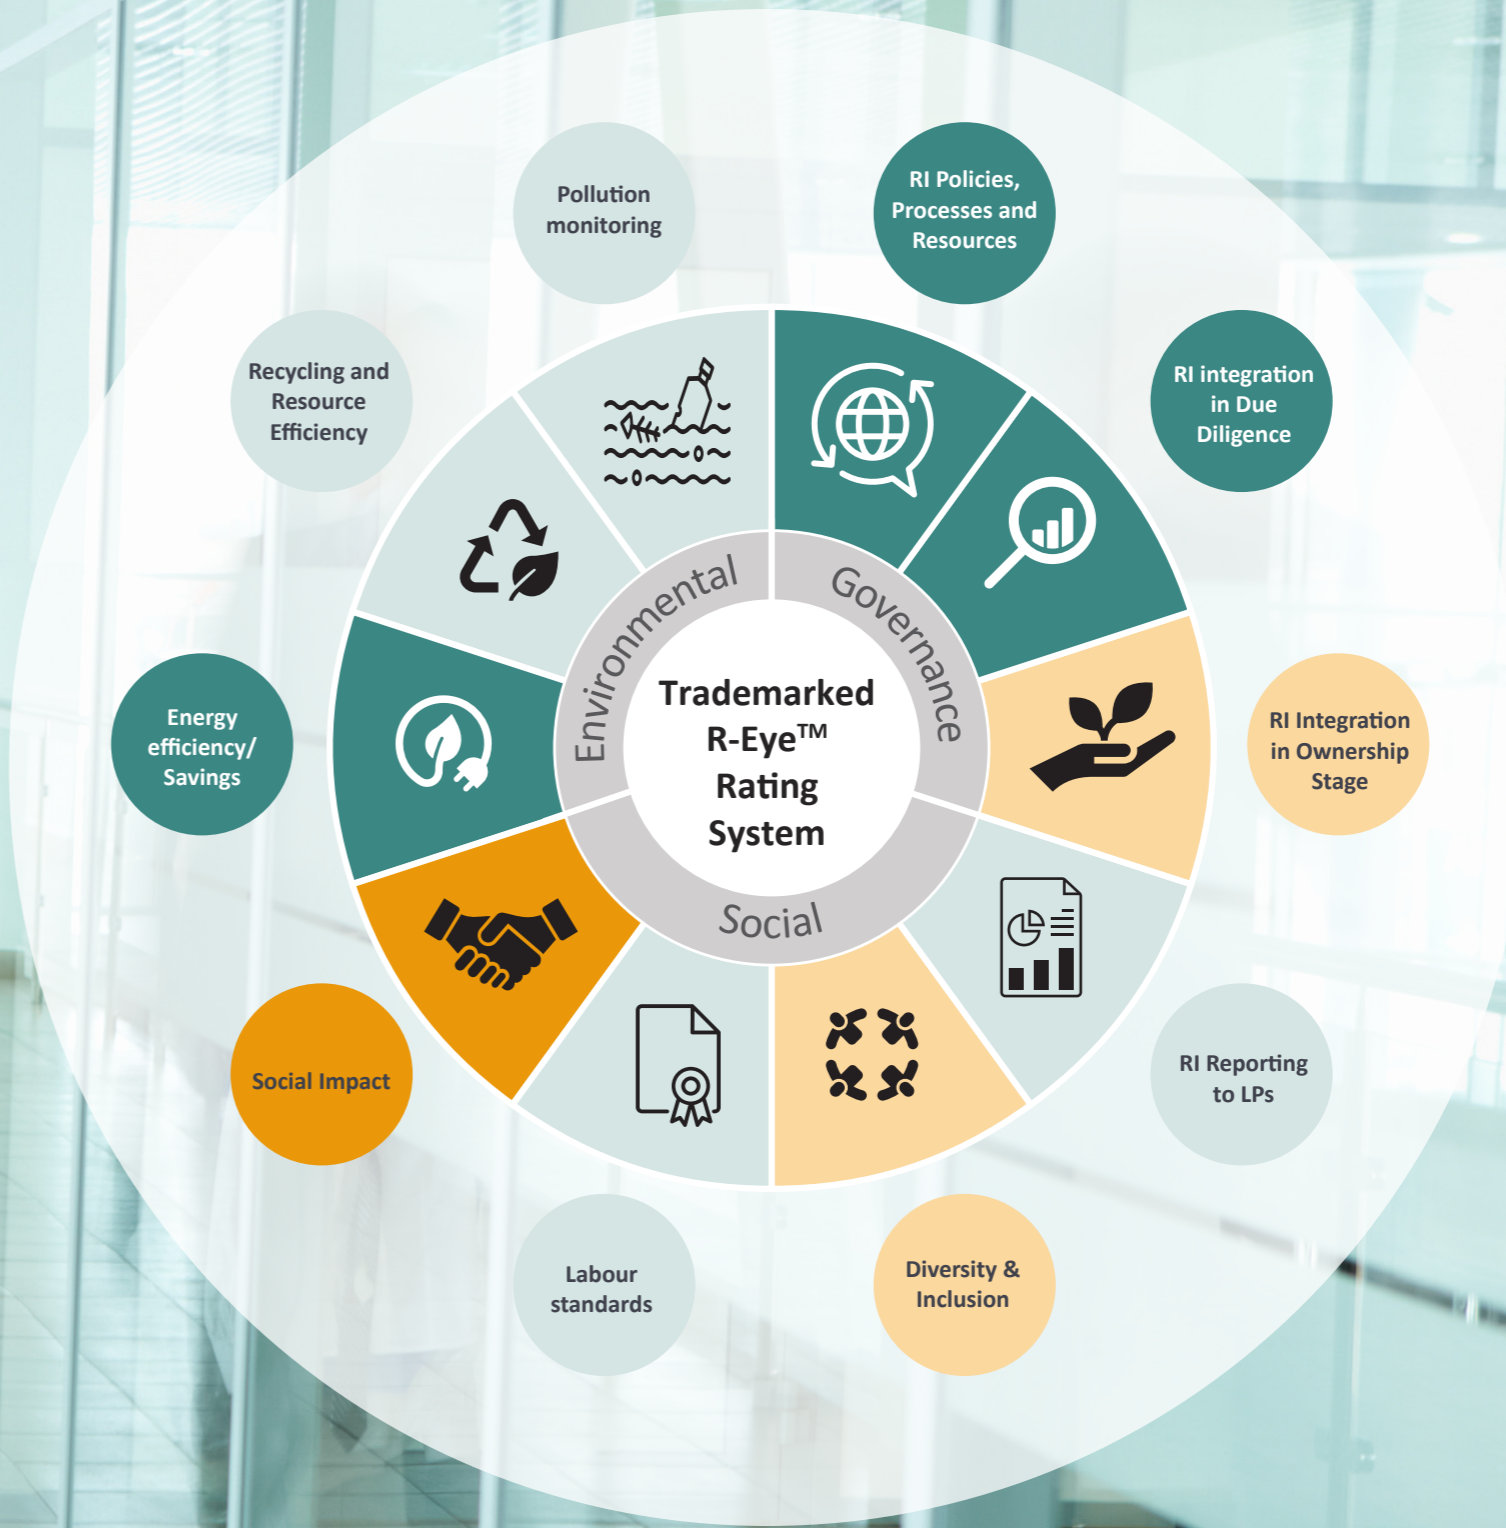 Pollution
monitoring
RI Policies,
Processes and
Resources
Recycling and
Resource
Efficiency
RI integration
in Due
Diligence
Environmental
Governance
Trademarked
R-Eye™
Rating
System
Social
Energy
efficiency/
Savings
RI Integration
in Ownership
Stage
Social Impact
RI Reporting
to LPs
Labour
standards
Diversity &
Inclusion